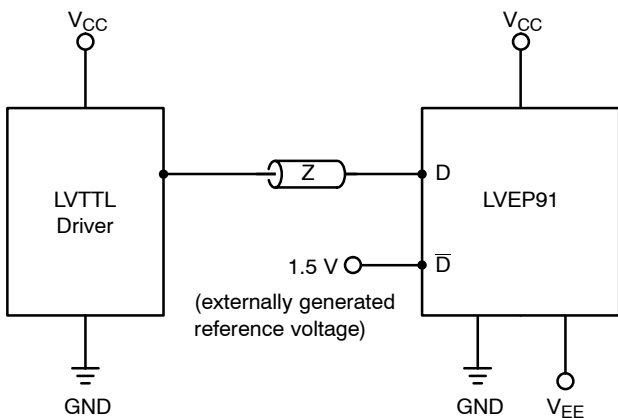 VCC
VCC
LVTTL
Driver
Z
D
LVEP91
1.5 V
D̅
(externally generated
reference voltage)
GND
GND
VEE